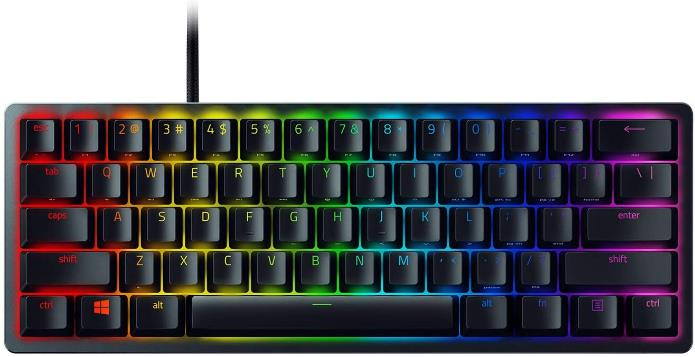 esc 1 ! 2 @ 3 # 4 $ 5 % 6 ^ 7 & 8 * 9 ( 0 ) - _ = + ←
tab Q W E R T Y U I O P [ { ] } \ |
caps A S D F G H J K L ; : ' " enter
shift Z X C V B N M , < . > / ? shift
ctrl alt alt fn ctrl